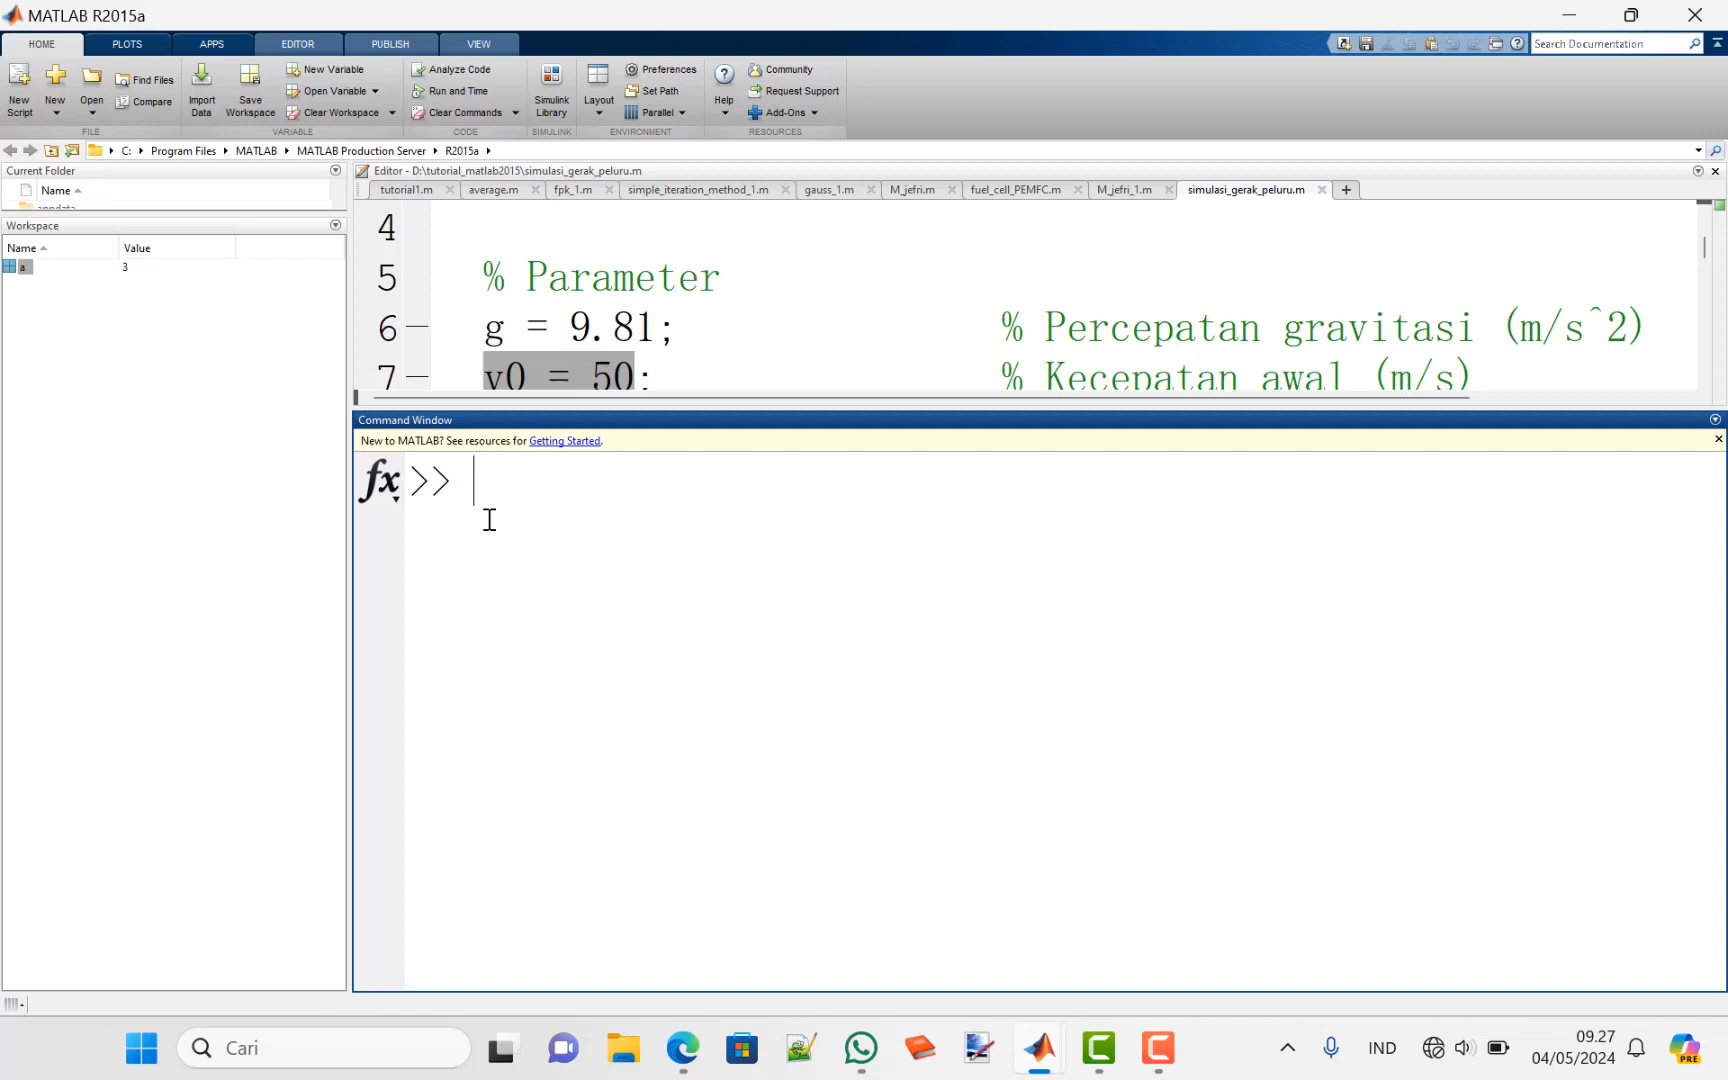 MATLAB R2015a
HOME PLOTS APPS EDITOR PUBLISH VIEW Search Documentation
New Script
New
Open
Find Files
Compare
FILE
Import Data
Save Workspace
New Variable
Open Variable
Clear Workspace
VARIABLE
Analyze Code
Run and Time
Clear Commands
CODE
Simulink Library
SIMULINK
Layout
Preferences
Set Path
Parallel
ENVIRONMENT
Help
Community
Request Support
Add-Ons
RESOURCES
C: Program Files MATLAB MATLAB Production Server R2015a
Current Folder
Name
appdata
Workspace
Name Value
a 3
Editor - D:\tutorial_matlab2015\simulasi_gerak_peluru.m
tutorial1.m average.m fpk_1.m simple_iteration_method_1.m gauss_1.m M_jefri.m fuel_cell_PEMFC.m M_jefri_1.m simulasi_gerak_peluru.m
4
5 % Parameter
6 g = 9.81; % Percepatan gravitasi (m/s^2)
7 v0 = 50; % Kecepatan awal (m/s)
Command Window
New to MATLAB? See resources for Getting Started.
fx >>
Cari
IND
09.27
04/05/2024
PRE